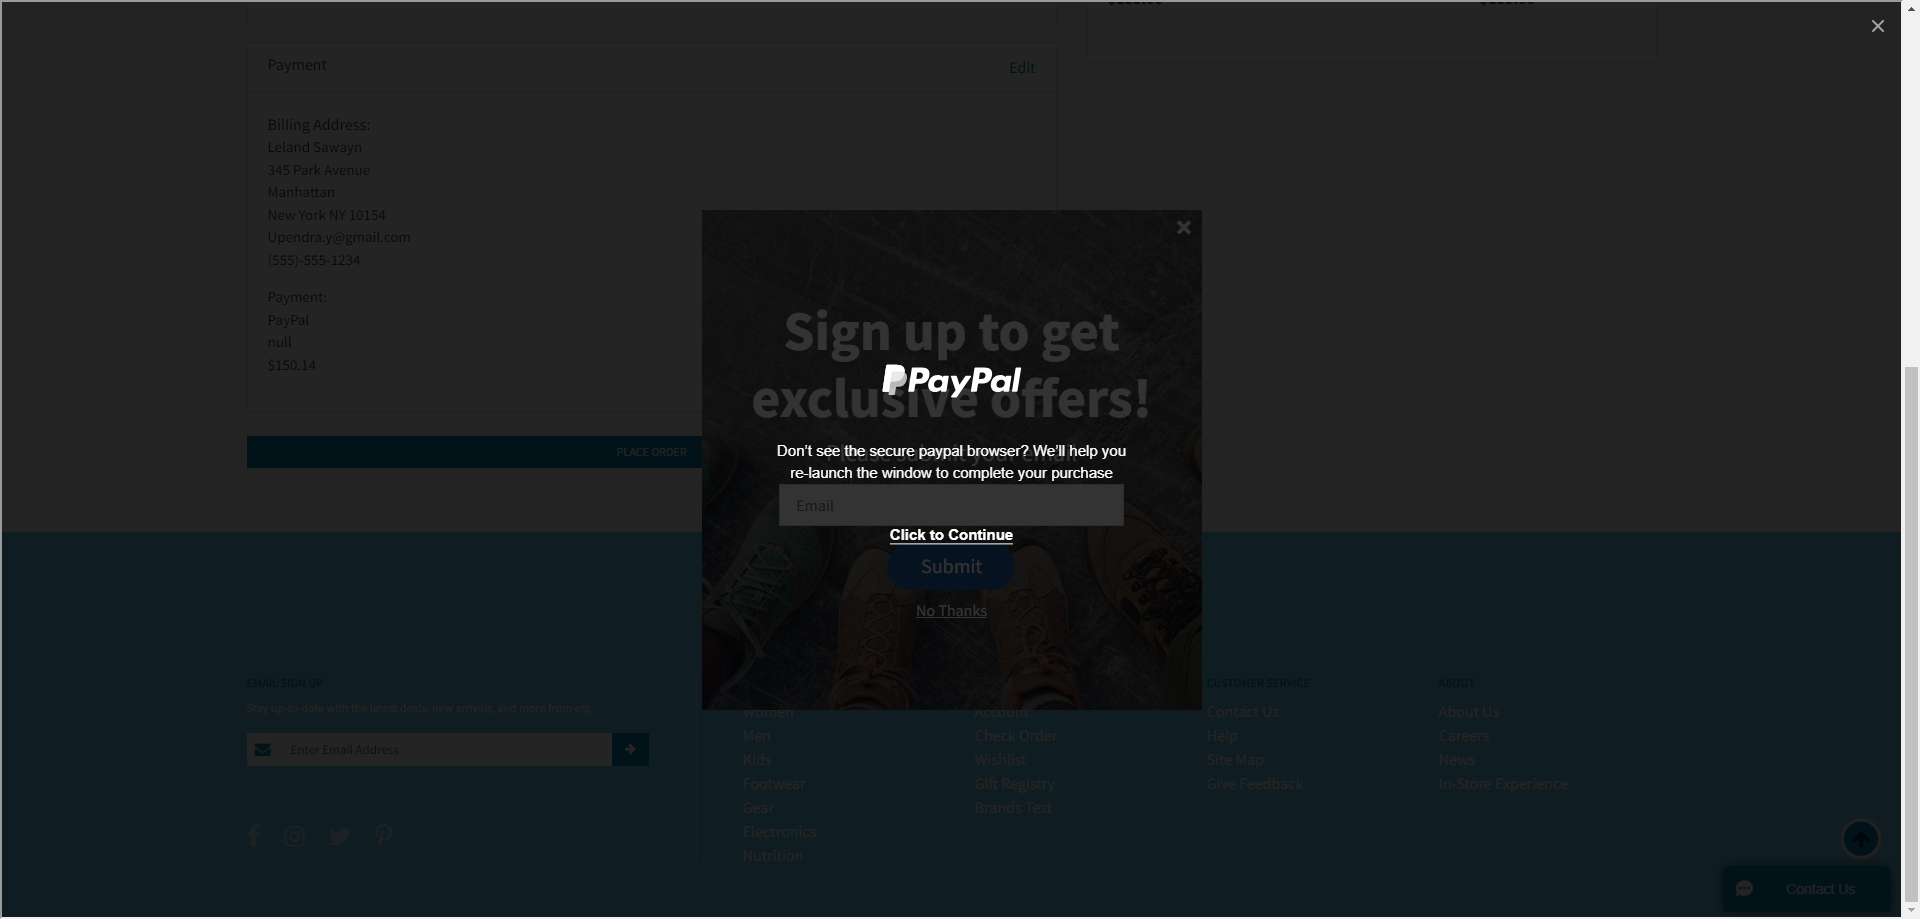 Payment
Edit
Billing Address:
Leland Sawayn
345 Park Avenue
Manhattan
New York NY 10154
Upendra.y@gmail.com
(555)-555-1234
Payment:
PayPal
null
$150.14
PLACE ORDER
Sign up to get
exclusive offers!
PayPal
Please submit your email
Don't see the secure paypal browser? We'll help you
re-launch the window to complete your purchase
Email
Click to Continue
Submit
No Thanks
EMAIL SIGN UP
Stay up-to-date with the latest deals, new arrivals, and more from etg.
Enter Email Address
Women
Men
Kids
Footwear
Gear
Electronics
Nutrition
Account
Check Order
Wishlist
Gift Registry
Brands Test
CUSTOMER SERVICE
Contact Us
Help
Site Map
Give Feedback
ABOUT
About Us
Careers
News
In-Store Experience
Contact Us